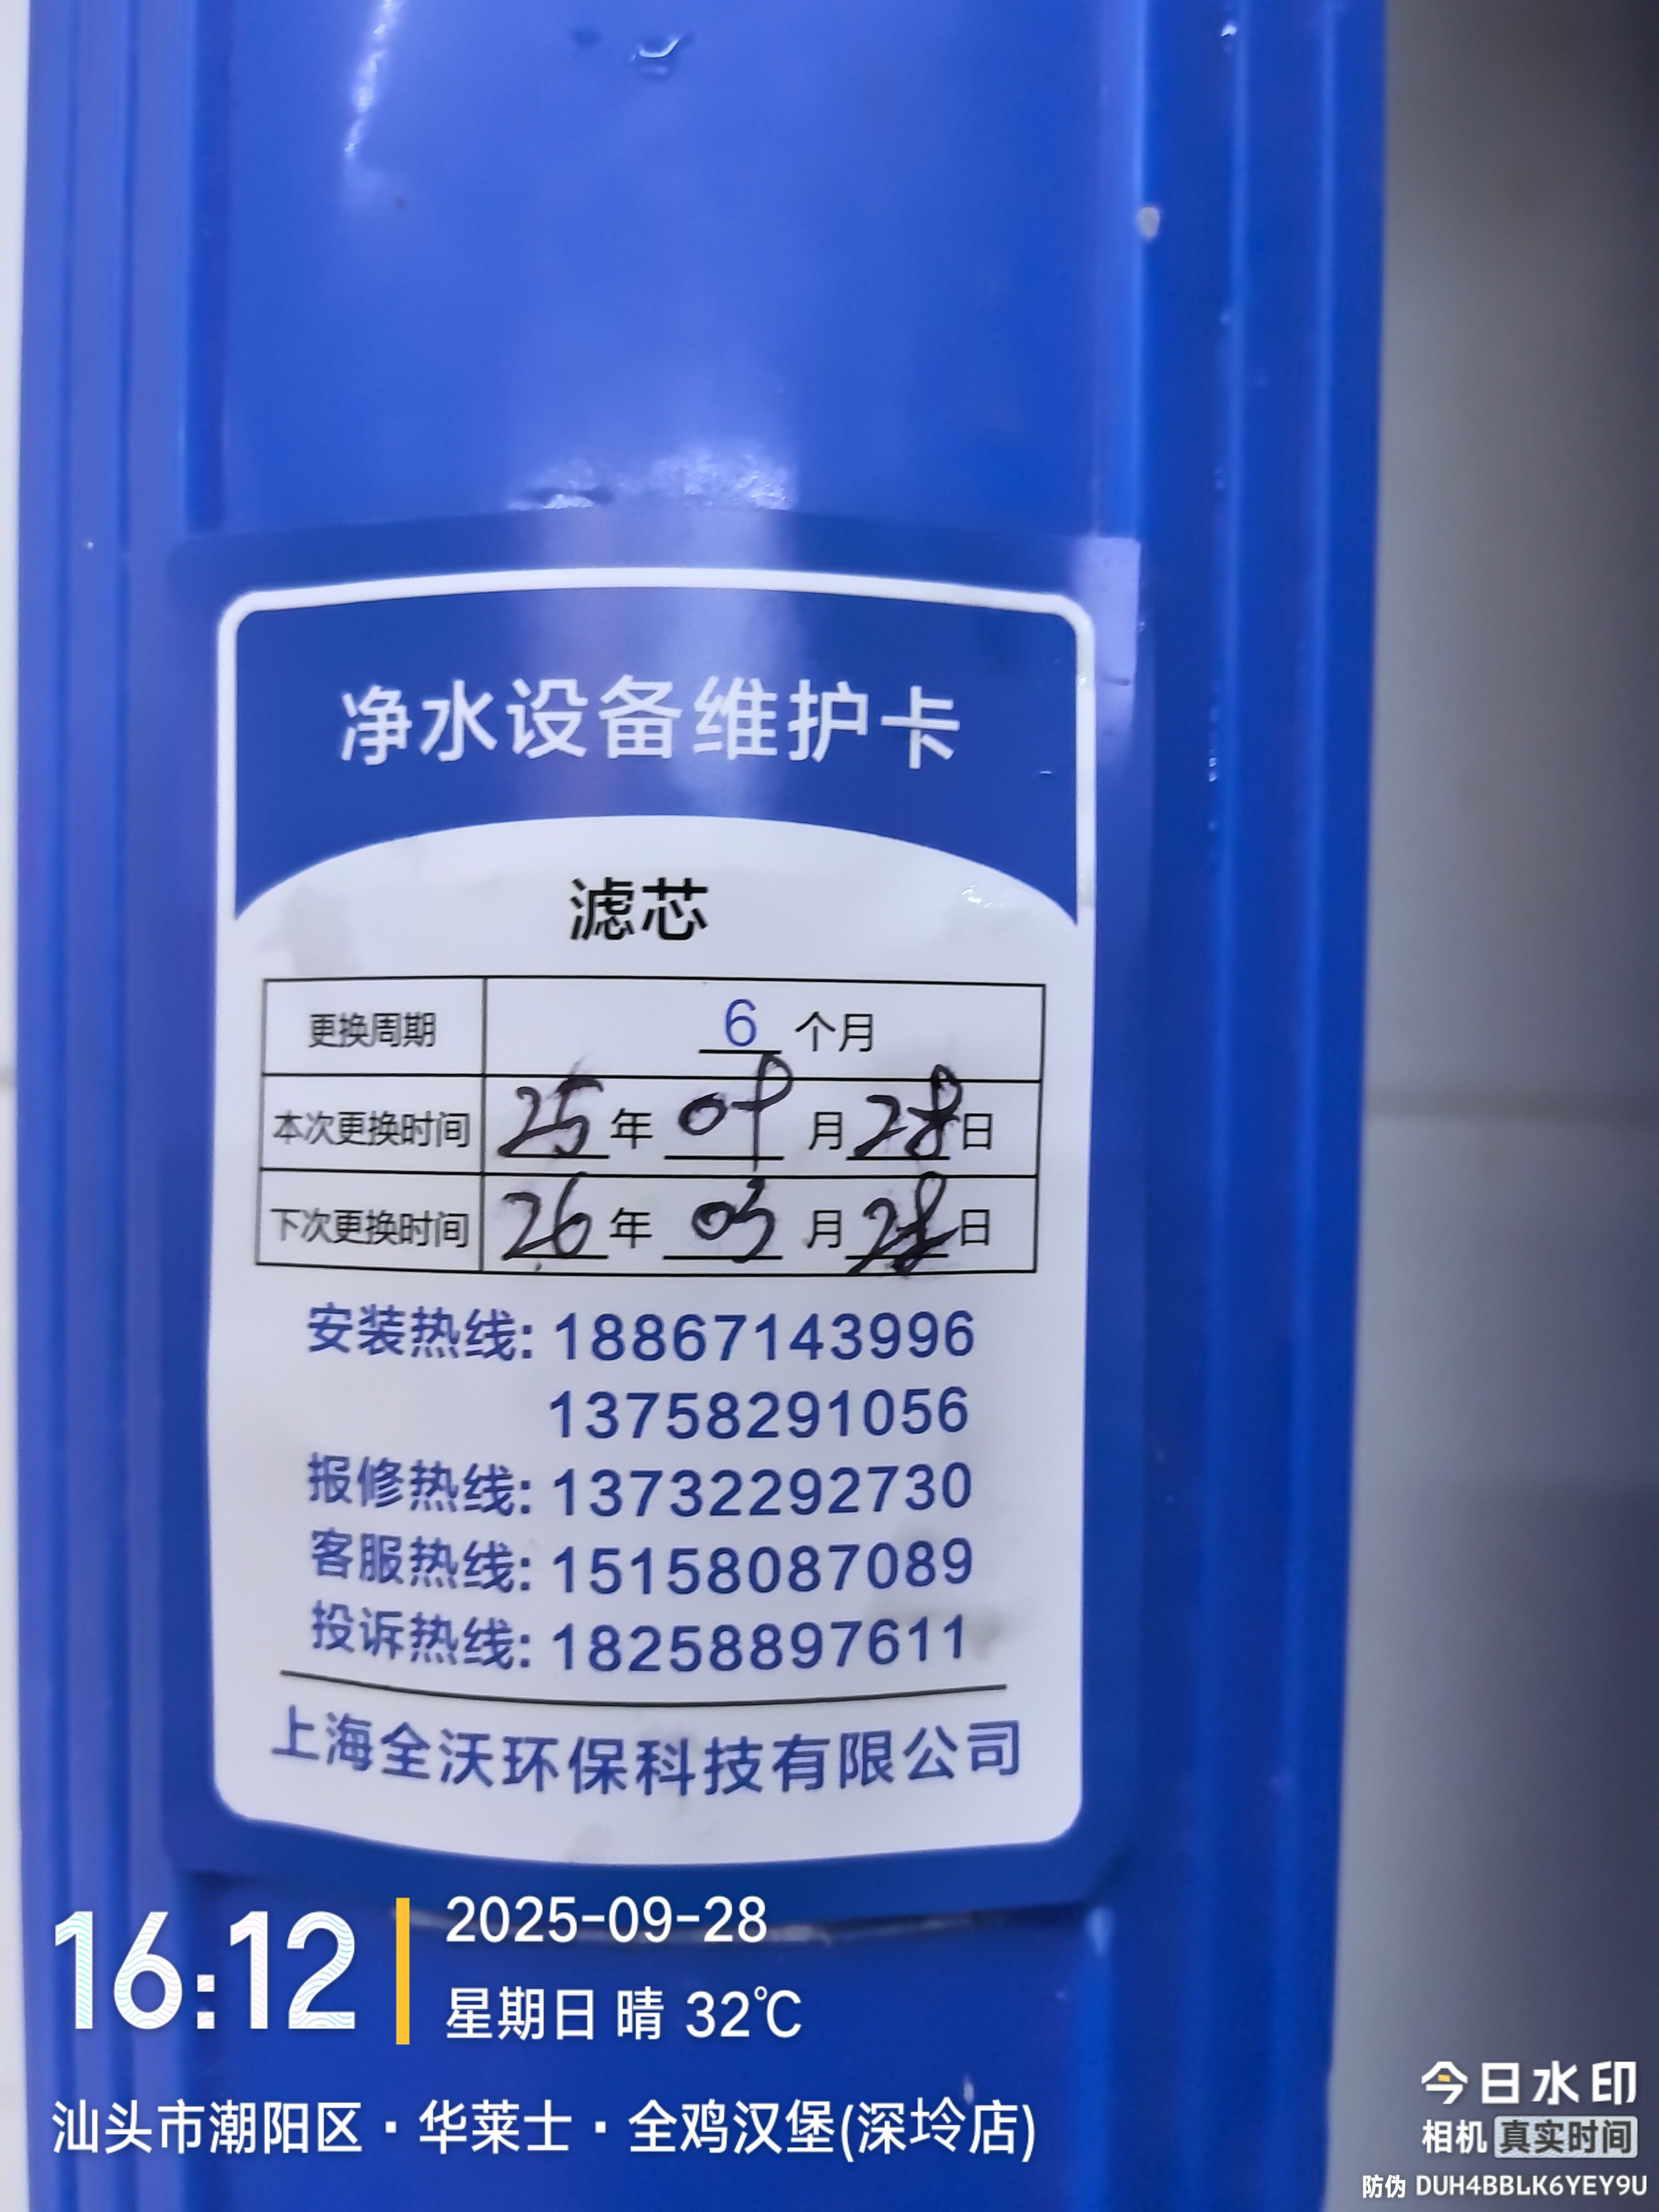 净水设备维护卡
滤芯
更换周期 6 个月
本次更换时间 25 年 09 月 28 日
下次更换时间 26 年 03 月 28 日
安装热线: 18867143996
13758291056
报修热线: 13732292730
客服热线: 15158087089
投诉热线: 18258897611
上海全沃环保科技有限公司
16:12
2025-09-28
星期日 晴 32℃
汕头市潮阳区·华莱士·全鸡汉堡(深坽店)
今日水印
相机 真实时间
防伪 DUH4BBLK6YEY9U